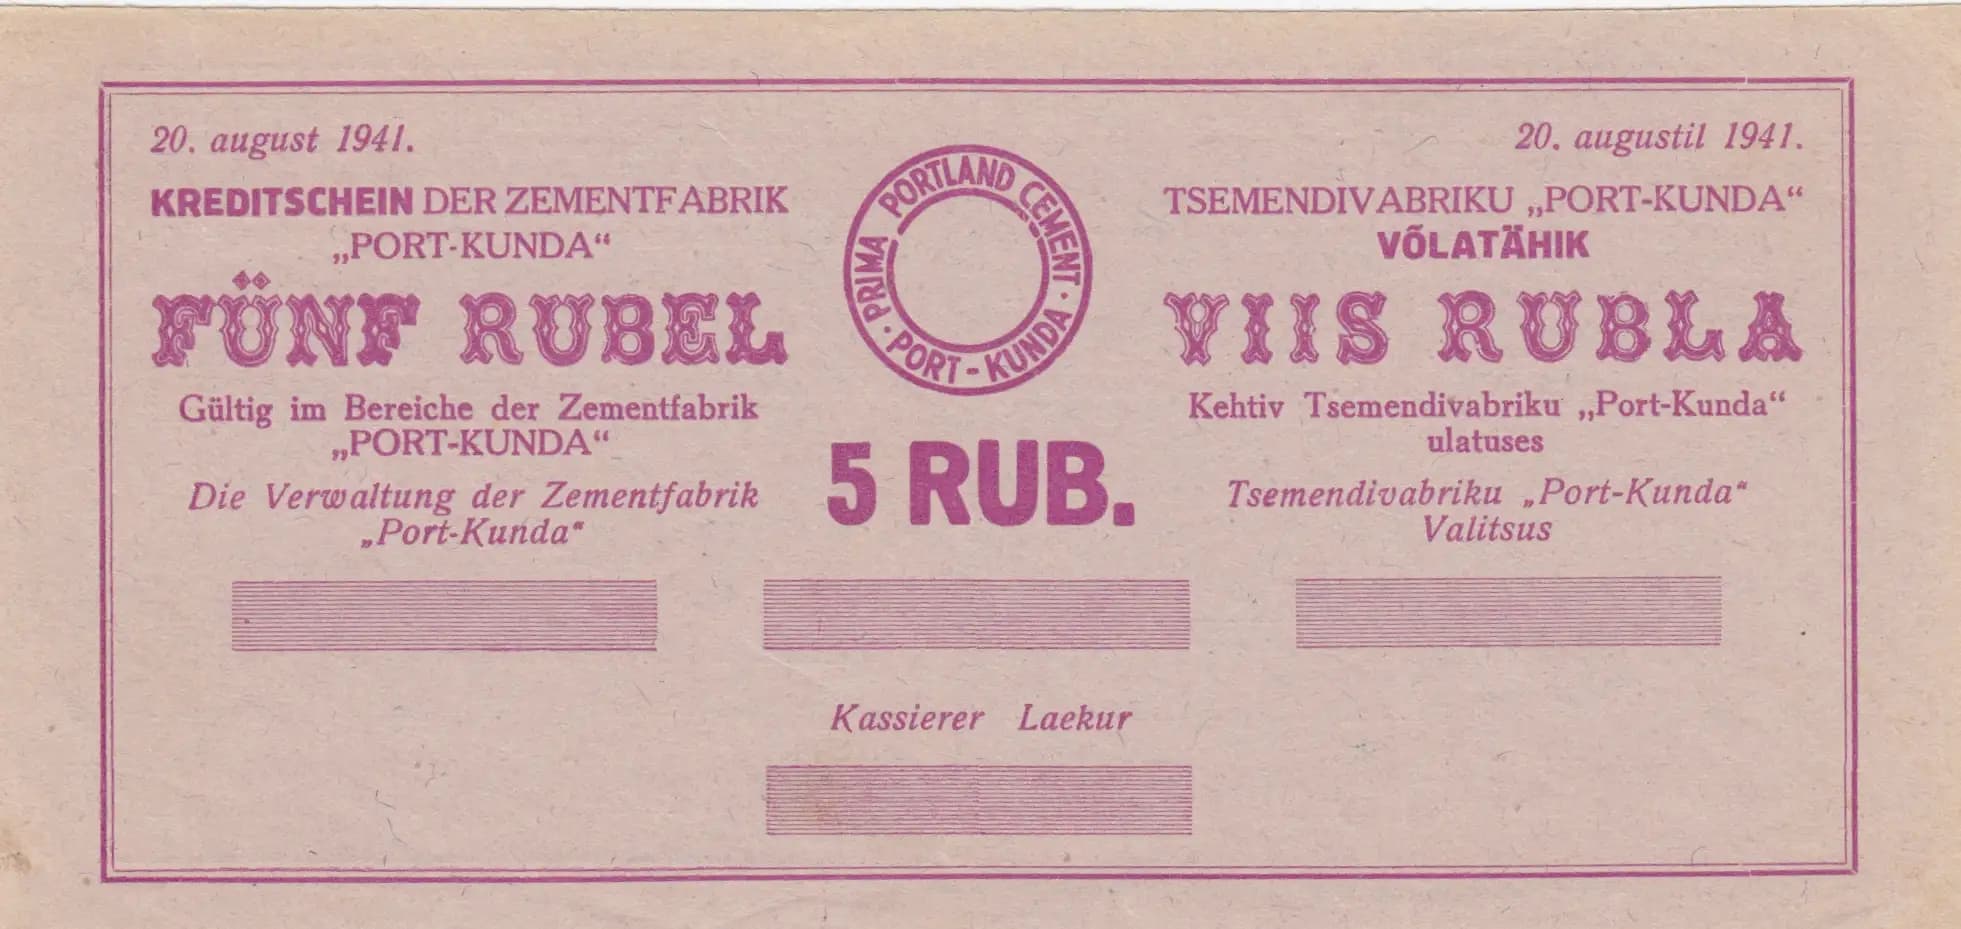 20. august 1941.
KREDITSCHEIN DER ZEMENTFABRIK
„PORT-KUNDA“
FÜNF RUBEL
Gültig im Bereiche der Zementfabrik
„PORT-KUNDA“
Die Verwaltung der Zementfabrik
„Port-Kunda“
PRIMA PORTLAND CEMENT · PORT-KUNDA ·
5 RUB.
20. augustil 1941.
TSEMENDIVABRIKU „PORT-KUNDA“
VÕLATÄHIK
VIIS RUBLA
Kehtiv Tsemendivabriku „Port-Kunda“
ulatuses
Tsemendivabriku „Port-Kunda“
Valitsus
Kassierer Laekur